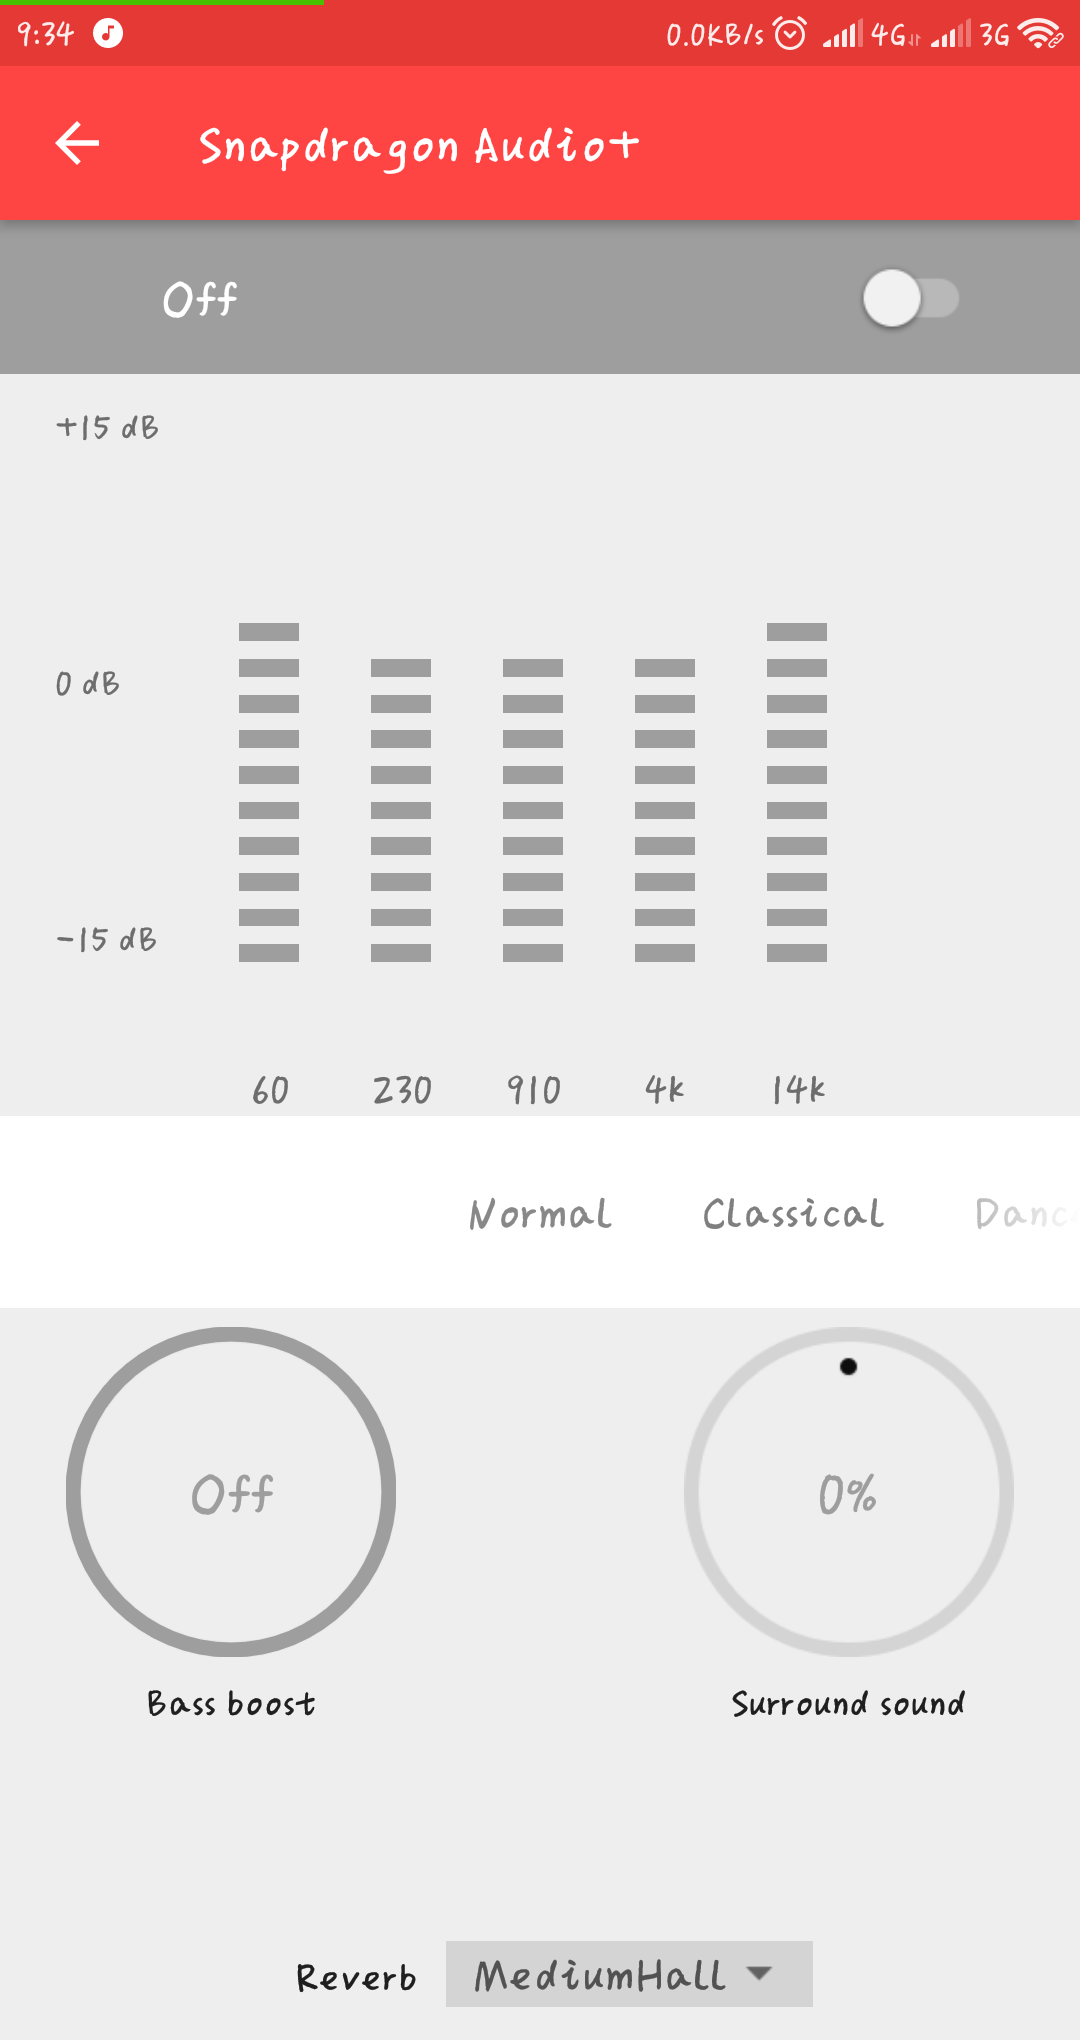 9:34 0.0KB/s 4G 3G
Snapdragon Audio+
Off
+15 dB
0 dB
-15 dB
60 230 910 4k 14k
Normal Classical Danc
Off 0%
Bass boost Surround sound
Reverb MediumHall